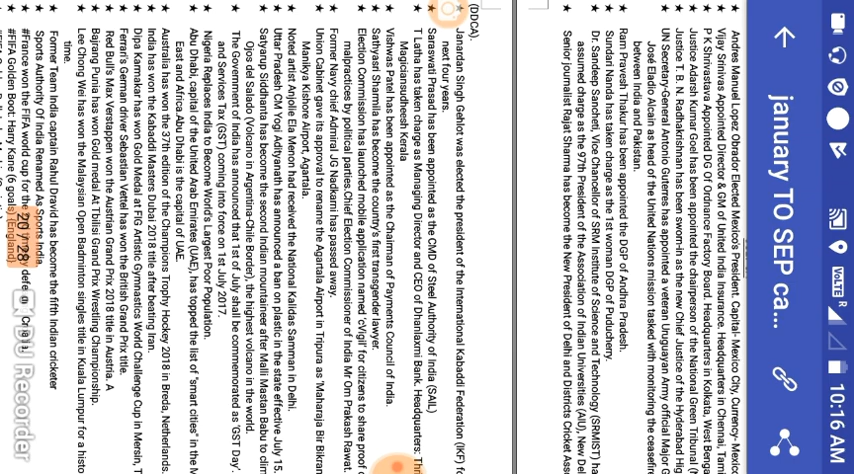 10:16 AM
VoLTE R
january TO SEP ca...
Andres Manuel Lopez Obrador Elected Mexico's President. Capital- Mexico City, Currency- Mex
Vijay Srinivas Appointed Director & GM of United India Insurance. Headquarters in Chennai, Tami
P K Shrivastava Appointed DG Of Ordnance Factory Board. Headquarters in Kolkata, West Benga
Justice Adarsh Kumar Goel has been appointed the chairperson of the National Green Tribunal (
Justice T. B. N. Radhakrishnan has been sworn-in as the new Chief Justice of the Hyderabad Hig
UN Secretary-General Antonio Guterres has appointed a veteran Uruguayan Army official Major G
José Eladio Alcain as head of the United Nations mission tasked with monitoring the ceasefire
between India and Pakistan.
Ram Pravesh Thakur has been appointed the DGP of Andhra Pradesh.
Sundari Nanda has taken charge as the 1st woman DGP of Puducherry.
Dr. Sandeep Sancheti, Vice Chancellor of SRM Institute of Science and Technology (SRMIST) ha
assumed charge as the 97th President of the Association of Indian Universities (AIU), New Del
Senior journalist Rajat Sharma has become the New President of Delhi and Districts Cricket Ass
(DDCA).
Janardan Singh Gehlot was elected the president of the International Kabaddi Federation (IKF) fo
next four years.
Saraswati Prasad has been appointed as the CMD of Steel Authority of India (SAIL)
T Latha has taken charge as Managing Director and CEO of Dhanlaxmi Bank. Headquarters: Thr
Magiciansudheesh Kerala
Vishwas Patel has been appointed as the Chairman of Payments Council of India.
Sathyasri Sharmila has become the country's first transgender lawyer.
Election Commission has launched mobile application named cVigil' for citizens to share proof o
malpractices by political parties.Chief Election Commissioner of India Mr Om Prakash Rawat.
Former Navy chief Admiral JG Nadkarni has passed away.
Union Cabinet gave its approval to rename the Agartala Airport in Tripura as 'Maharaja Bir Bikram
Manikya Kishore Airport, Agartala.
Noted artist Anjolie Ela Menon had received the National Kalidas Samman in Delhi.
Uttar Pradesh CM Yogi Adityanath has announced a ban on plastic in the state effective July 15,
Satyarup Siddhanta has become the second Indian mountaineer after Malli Mastan Babu to clim
Ojos del Salado (Volcano in Argentina-Chile Border), the highest volcano in the world.
The Government of India has announced that 1st of July shall be commemorated as 'GST Day',
and Services Tax (GST) coming into force on 1st July 2017.
Nigeria Replaces India to Become World's Largest Poor Population.
Abu Dhabi, capital of the United Arab Emirates (UAE), has topped the list of "smart cities" in the M
East and Africa Abu Dhabi is the capital of UAE.
Australia has won the 37th edition of the Champions Trophy Hockey 2018 in Breda, Netherlands.
India has won the Kabaddi Masters Dubai 2018 title after beating Iran.
Dipa Karmakar has won Gold Medal at FIG Artistic Gymnastics World Challenge Cup in Mersin, T
Ferrari's German driver Sebastian Vettel has won the British Grand Prix title.
Red Bull's Max Verstappen won the Austrian Grand Prix 2018 title in Austria. A
Bajrang Punia has won Gold medal At Tbilisi Grand Prix Wrestling Championship.
Lee Chong Wei has won the Malaysian Open Badminton singles title in Kuala Lumpur for a histo
time.
Former Team India captain Rahul Dravid has become the fifth Indian cricketer
Sports Authority Of India Renamed As Sports India
#France won the FIFA world cup for the
#FIFA Golden Boot: Harry Kane (6 goals) England)
20:28
DU Recorder